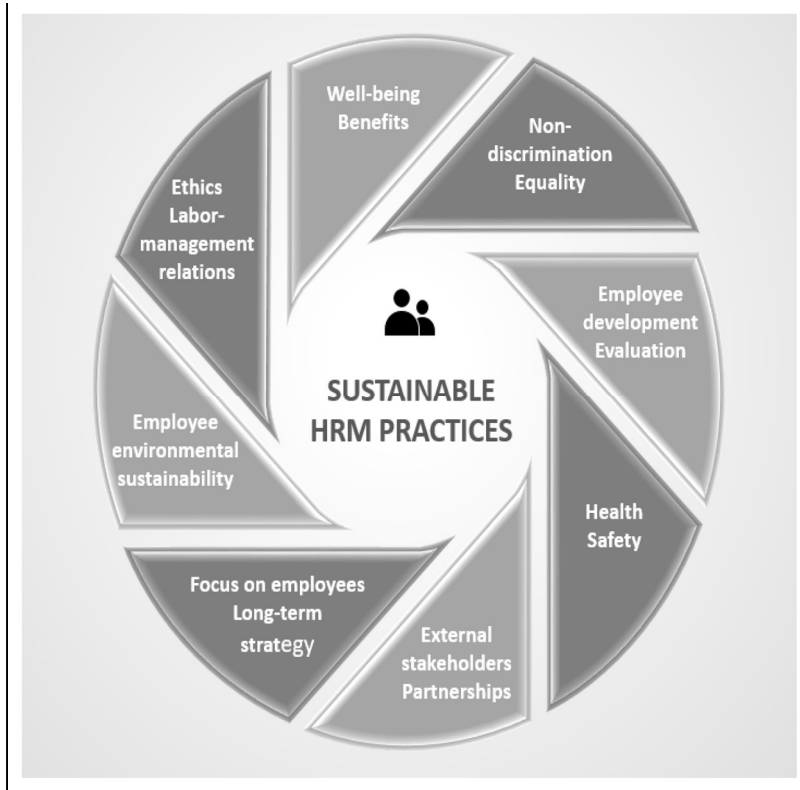 Well-being
Benefits
Non-
discrimination
Equality
Employee
development
Evaluation
Health
Safety
External
stakeholders
Partnerships
Focus on employees
Long-term
strategy
Employee
environmental
sustainability
Ethics
Labor-
management
relations
SUSTAINABLE
HRM PRACTICES